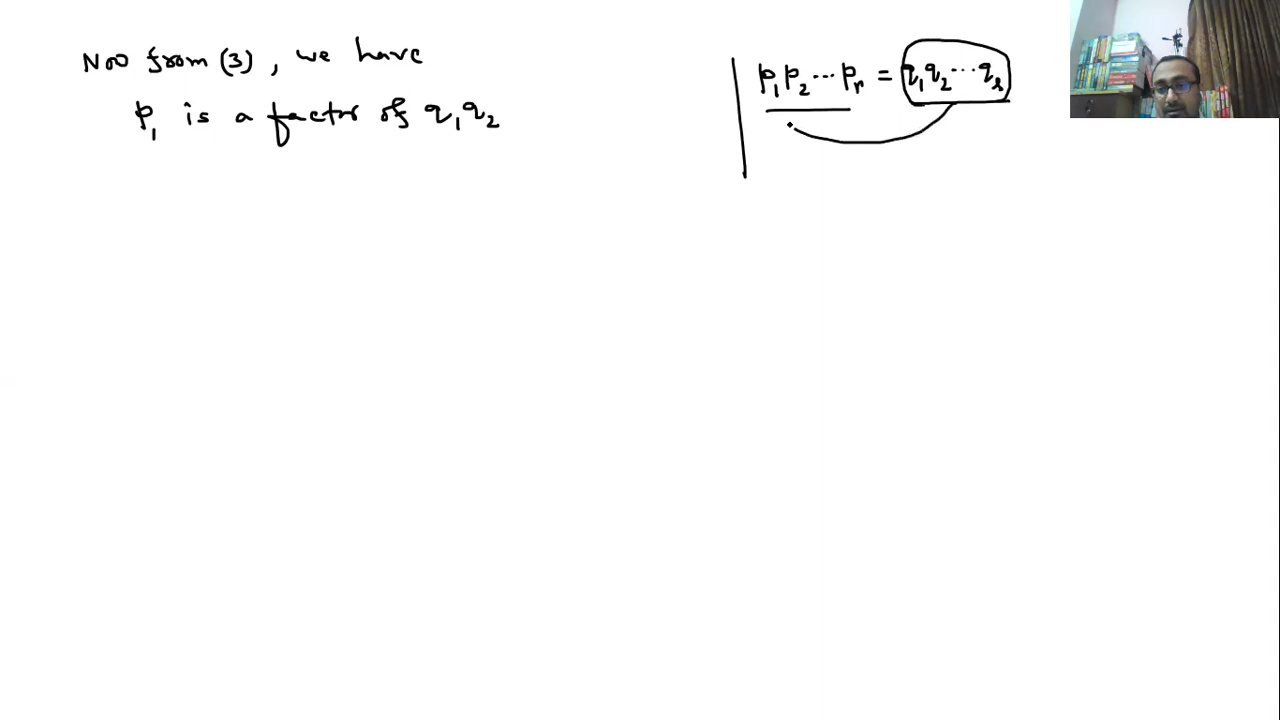 Now from (3), we have
p₁ is a factor of q₁q₂
p₁p₂...pᵣ = q₁q₂...qₛ